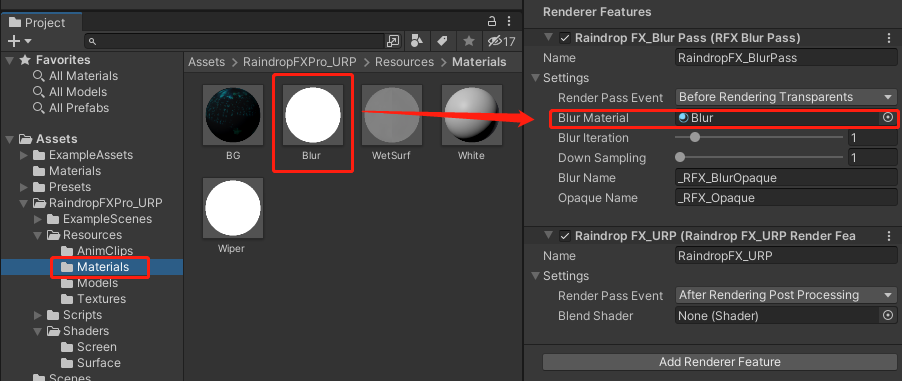 Project
17
Favorites
All Materials
All Models
All Prefabs
Assets
ExampleAssets
Materials
Presets
RaindropFXPro_URP
ExampleScenes
Resources
AnimClips
Materials
Models
Textures
Scripts
Shaders
Screen
Surface
Scenes
Assets > RaindropFXPro_URP > Resources > Materials
BG
Blur
WetSurf
White
Wiper
Renderer Features
Raindrop FX_Blur Pass (RFX Blur Pass)
Name RaindropFX_BlurPass
Settings
Render Pass Event Before Rendering Transparents
Blur Material Blur
Blur Iteration 1
Down Sampling 1
Blur Name _RFX_BlurOpaque
Opaque Name _RFX_Opaque
Raindrop FX_URP (Raindrop FX_URP Render Fea
Name RaindropFX_URP
Settings
Render Pass Event After Rendering Post Processing
Blend Shader None (Shader)
Add Renderer Feature